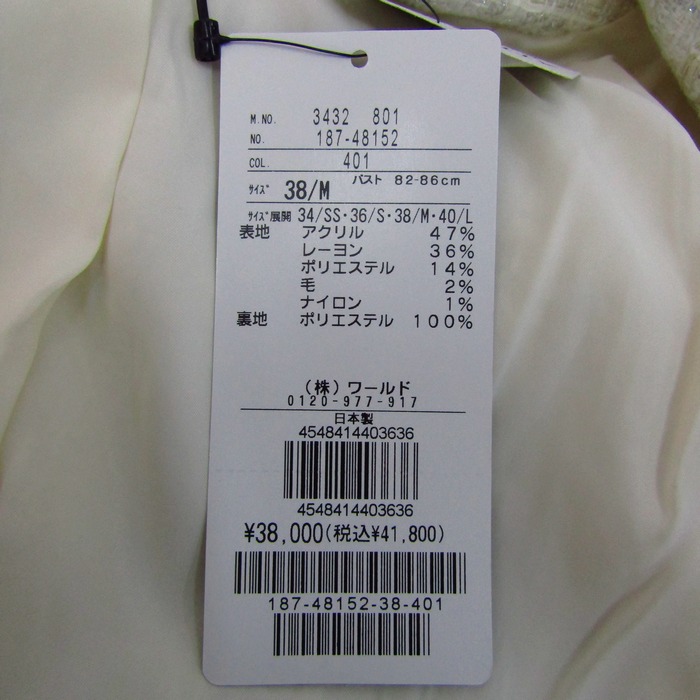 M.NO. 3432 801
NO. 187-48152
COL. 401
サイズ 38/M バスト 82-86cm
サイズ展開 34/SS・36/S・38/M・40/L
表地 アクリル 47%
レーヨン 36%
ポリエステル 14%
毛 2%
ナイロン 1%
裏地 ポリエステル 100%
(株)ワールド
0120-977-917
日本製
4548414403636
4548414403636
¥38,000(税込¥41,800)
187-48152-38-401